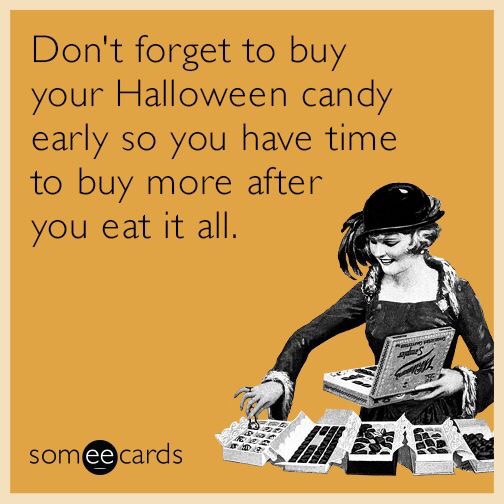 Don't forget to buy
your Halloween candy
early so you have time
to buy more after
you eat it all.
Sampler
someecards